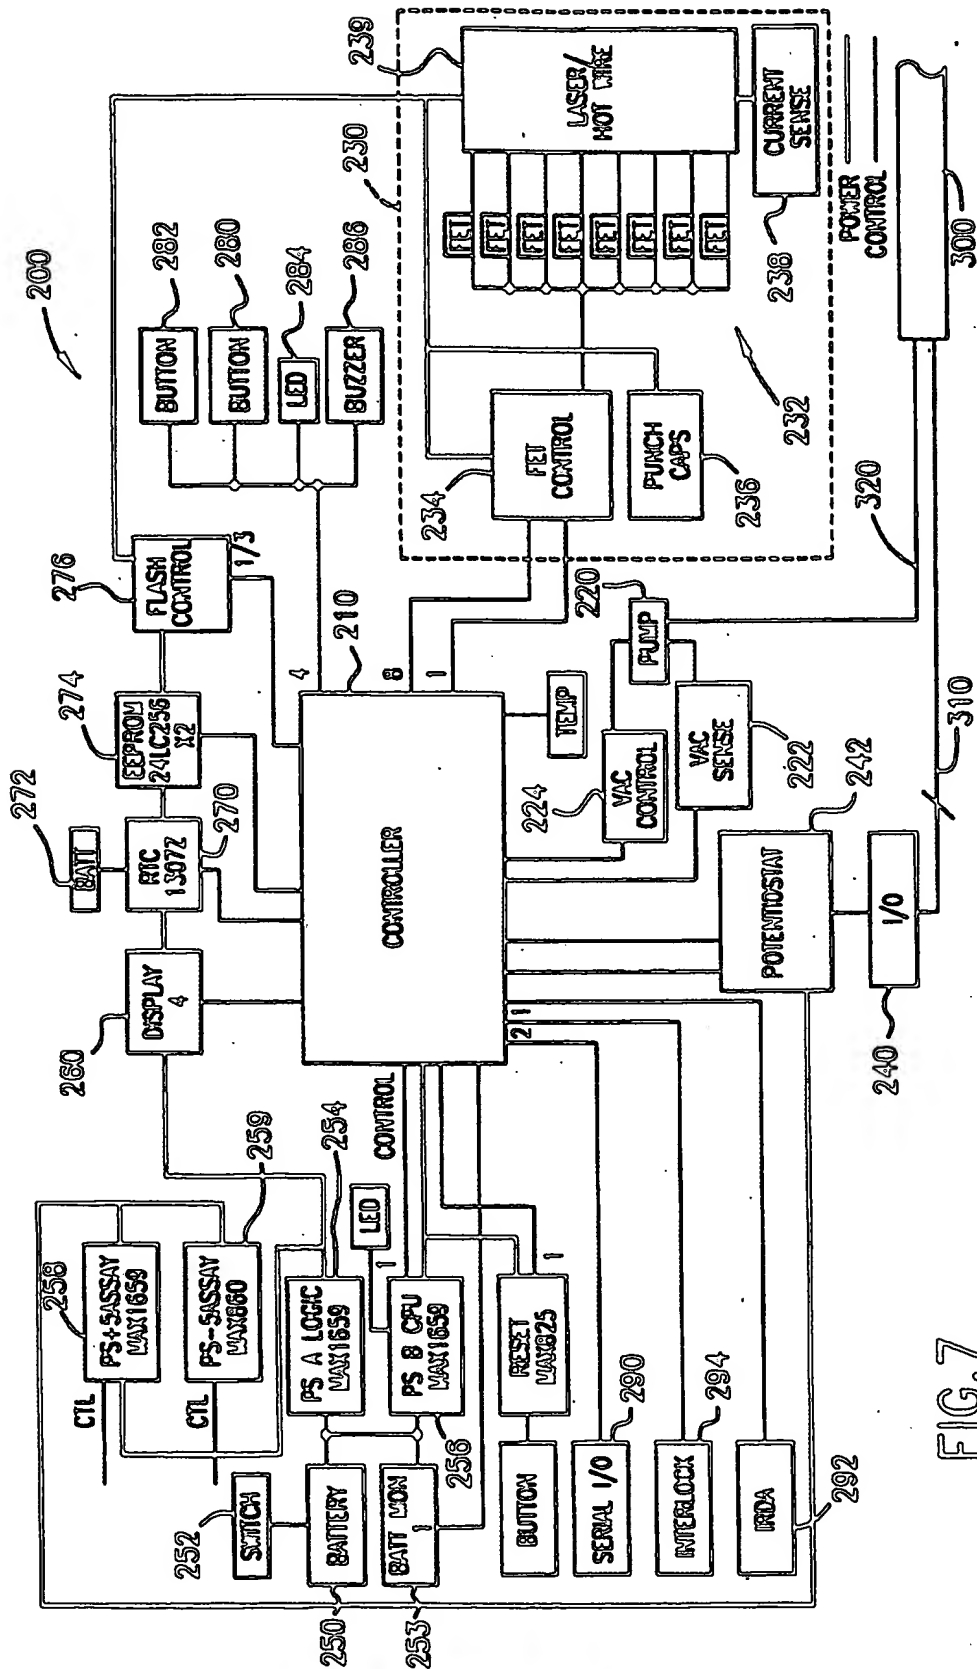 200
258
PS+5ASSAY
MAX1659
CTL
259
PS-5ASSAY
MAX860
CTL
252
SWITCH
250
BATTERY
253
BATT MON
1
254
PS A LOGIC
MAX1659
256
PS B CPU
MAX1659
LED
1
CONTROL
RESET
MAX825
1
BUTTON
290
SERIAL I/O
294
INTERLOCK
292
IRDA
2
1
260
DISPLAY
4
272
BATT
270
RTC
13072
274
EEPROM
24LC256
X2
276
FLASH
CONTROL
1/3
210
CONTROLLER
4
8
1
282
BUTTON
280
BUTTON
284
LED
286
BUZZER
230
239
LASER/
HOT WIRE
FET
FET
FET
FET
FET
FET
FET
FET
234
FET
CONTROL
236
PUNCH
CAPS
232
238
CURRENT
SENSE
POWER
CONTROL
TEMP
220
PUMP
224
VAC
CONTROL
222
VAC
SENSE
242
POTENTIOSTAT
240
I/O
310
320
300
FIG.7